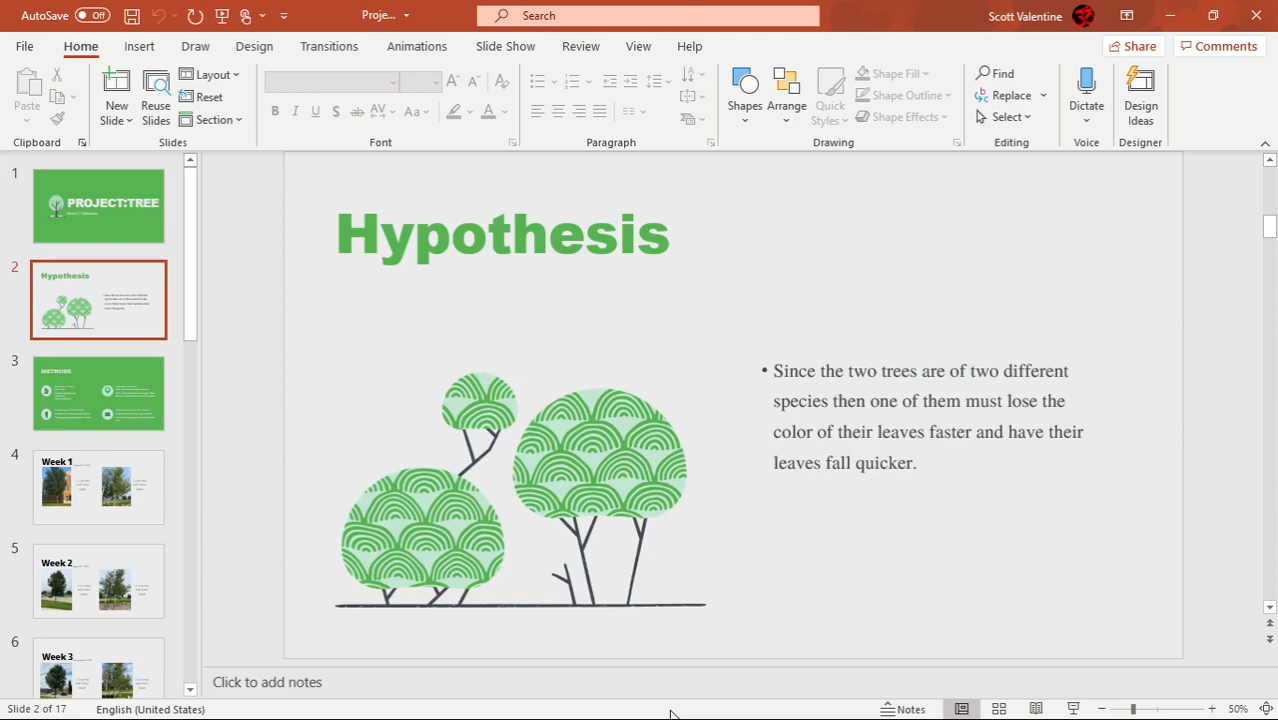 AutoSave Off Proje... Search Scott Valentine
File Home Insert Draw Design Transitions Animations Slide Show Review View Help Share Comments
Paste
New Slide
Reuse Slides
Layout
Reset
Section
B I U S ab AV Aa A
Shapes
Arrange
Quick Styles
Shape Fill
Shape Outline
Shape Effects
Find
Replace
Select
Dictate
Design Ideas
Clipboard Slides Font Paragraph Drawing Editing Voice Designer
1
PROJECT:TREE
2
Hypothesis
3
METHODS
4
Week 1
5
Week 2
6
Week 3
Hypothesis
• Since the two trees are of two different
species then one of them must lose the
color of their leaves faster and have their
leaves fall quicker.
Click to add notes
Slide 2 of 17 English (United States) Notes 50%